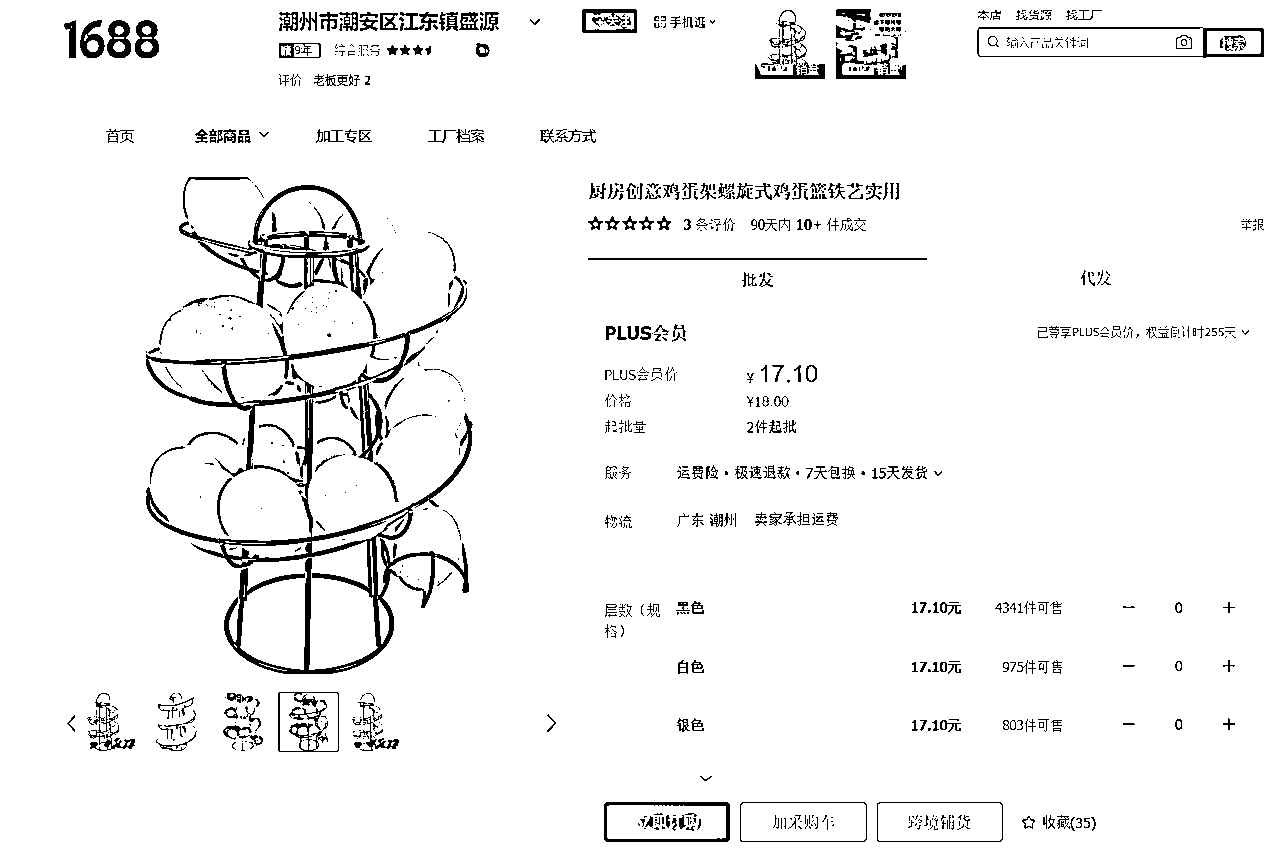 1688
潮州市潮安区江东镇盛源
9年 综合服务
手机逛
评价 老板更好 2
本店 找货源 找工厂
输入产品关键词
搜索
首页 全部商品 加工专区 工厂档案 联系方式
厨房创意鸡蛋架螺旋式鸡蛋篮铁艺实用
3 条评价 90天内 10+ 件成交
举报
批发 代发
PLUS会员
已尊享PLUS会员价，权益倒计时255天
PLUS会员价 ¥ 17.10
价格 ¥18.00
起批量 2件起批
服务 运费险・极速退款・7天包换・15天发货
物流 广东 潮州 卖家承担运费
层数（规格）
黑色 17.10元 4341件可售 － 0 +
白色 17.10元 975件可售 － 0 +
银色 17.10元 803件可售 － 0 +
立即订购 加采购车 跨境铺货 收藏(35)